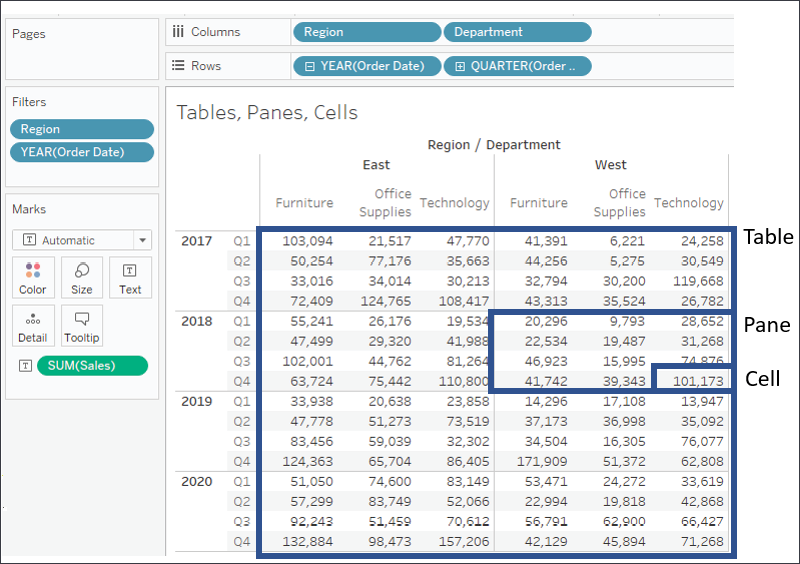 Pages
Columns Region Department
Rows YEAR(Order Date) QUARTER(Order ..
Filters
Region
YEAR(Order Date)
Marks
Automatic
Color Size Text
Detail Tooltip
SUM(Sales)
Tables, Panes, Cells
Region / Department
East West
Furniture Office Supplies Technology Furniture Office Supplies Technology
2017 Q1 103,094 21,517 47,770 41,391 6,221 24,258 Table
Q2 50,254 77,176 35,663 44,256 5,275 30,549
Q3 33,016 34,014 30,213 32,794 30,200 119,668
Q4 72,409 124,765 108,417 43,313 35,524 26,782
2018 Q1 55,241 26,176 19,534 20,296 9,793 28,652 Pane
Q2 47,499 29,320 41,988 22,534 19,487 31,268
Q3 102,001 44,762 81,264 46,923 15,995 74,876
Q4 63,724 75,442 110,800 41,742 39,343 101,173 Cell
2019 Q1 33,938 20,638 23,858 14,296 17,108 13,947
Q2 47,778 51,273 73,519 37,173 36,998 35,092
Q3 83,456 59,039 32,302 34,504 16,305 76,077
Q4 124,363 65,704 86,405 171,909 51,372 62,808
2020 Q1 51,050 74,600 83,149 53,471 24,272 33,619
Q2 57,299 83,749 52,066 22,994 19,818 42,868
Q3 92,243 51,459 70,612 56,791 62,900 66,427
Q4 132,884 98,473 157,206 42,129 45,894 71,268